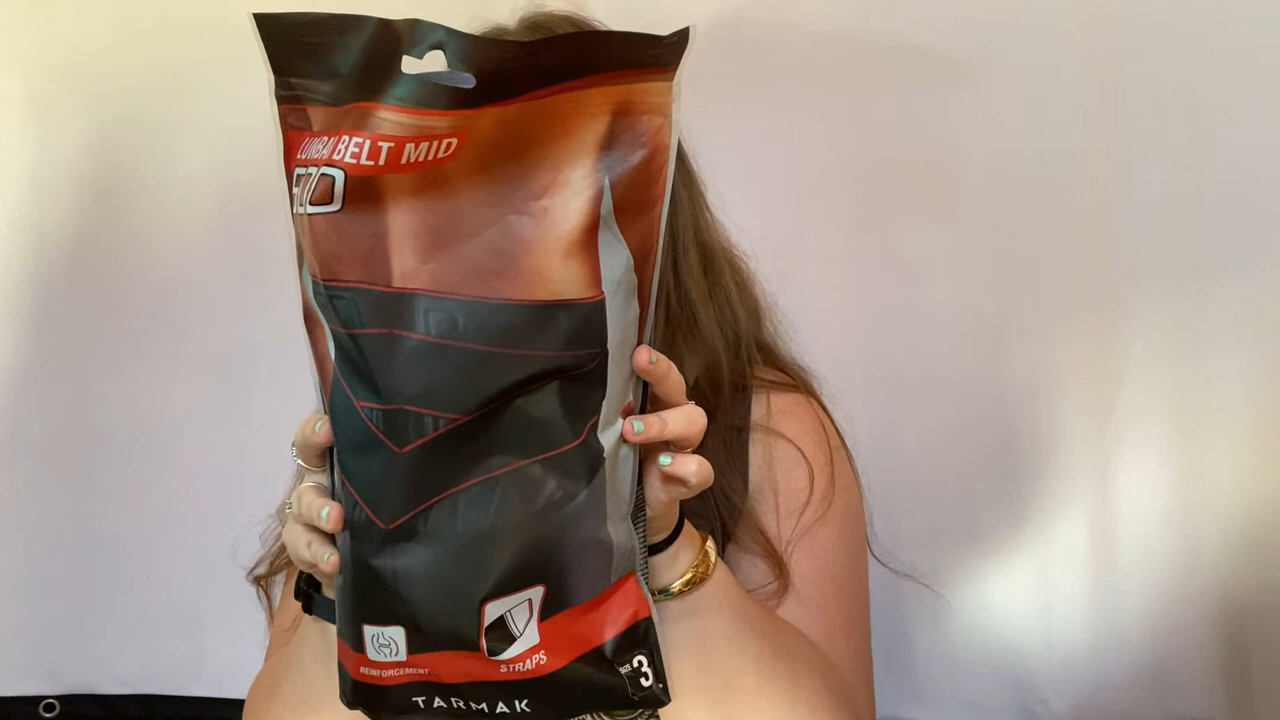 LUMBAR BELT MID
500
REINFORCEMENT
STRAPS
SIZE 3
TARMAK